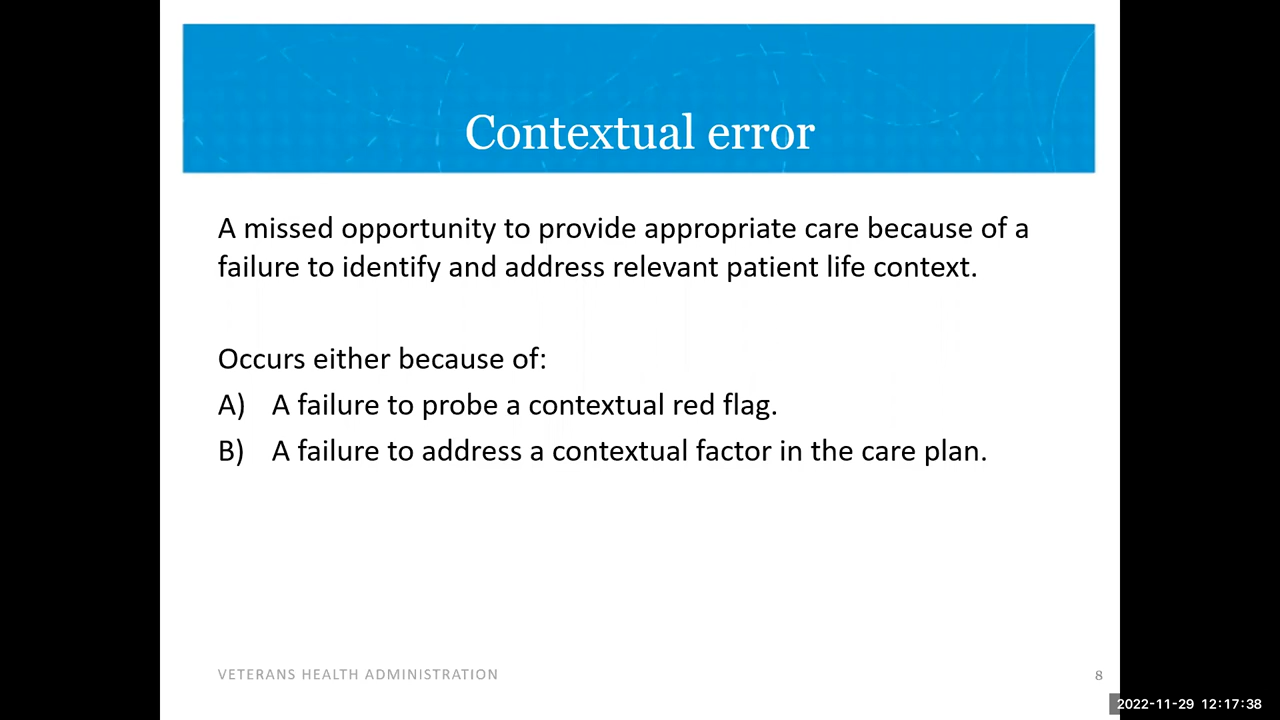 Contextual error
A missed opportunity to provide appropriate care because of a
failure to identify and address relevant patient life context.
Occurs either because of:
A) A failure to probe a contextual red flag.
B) A failure to address a contextual factor in the care plan.
VETERANS HEALTH ADMINISTRATION
8
2022-11-29 12:17:38